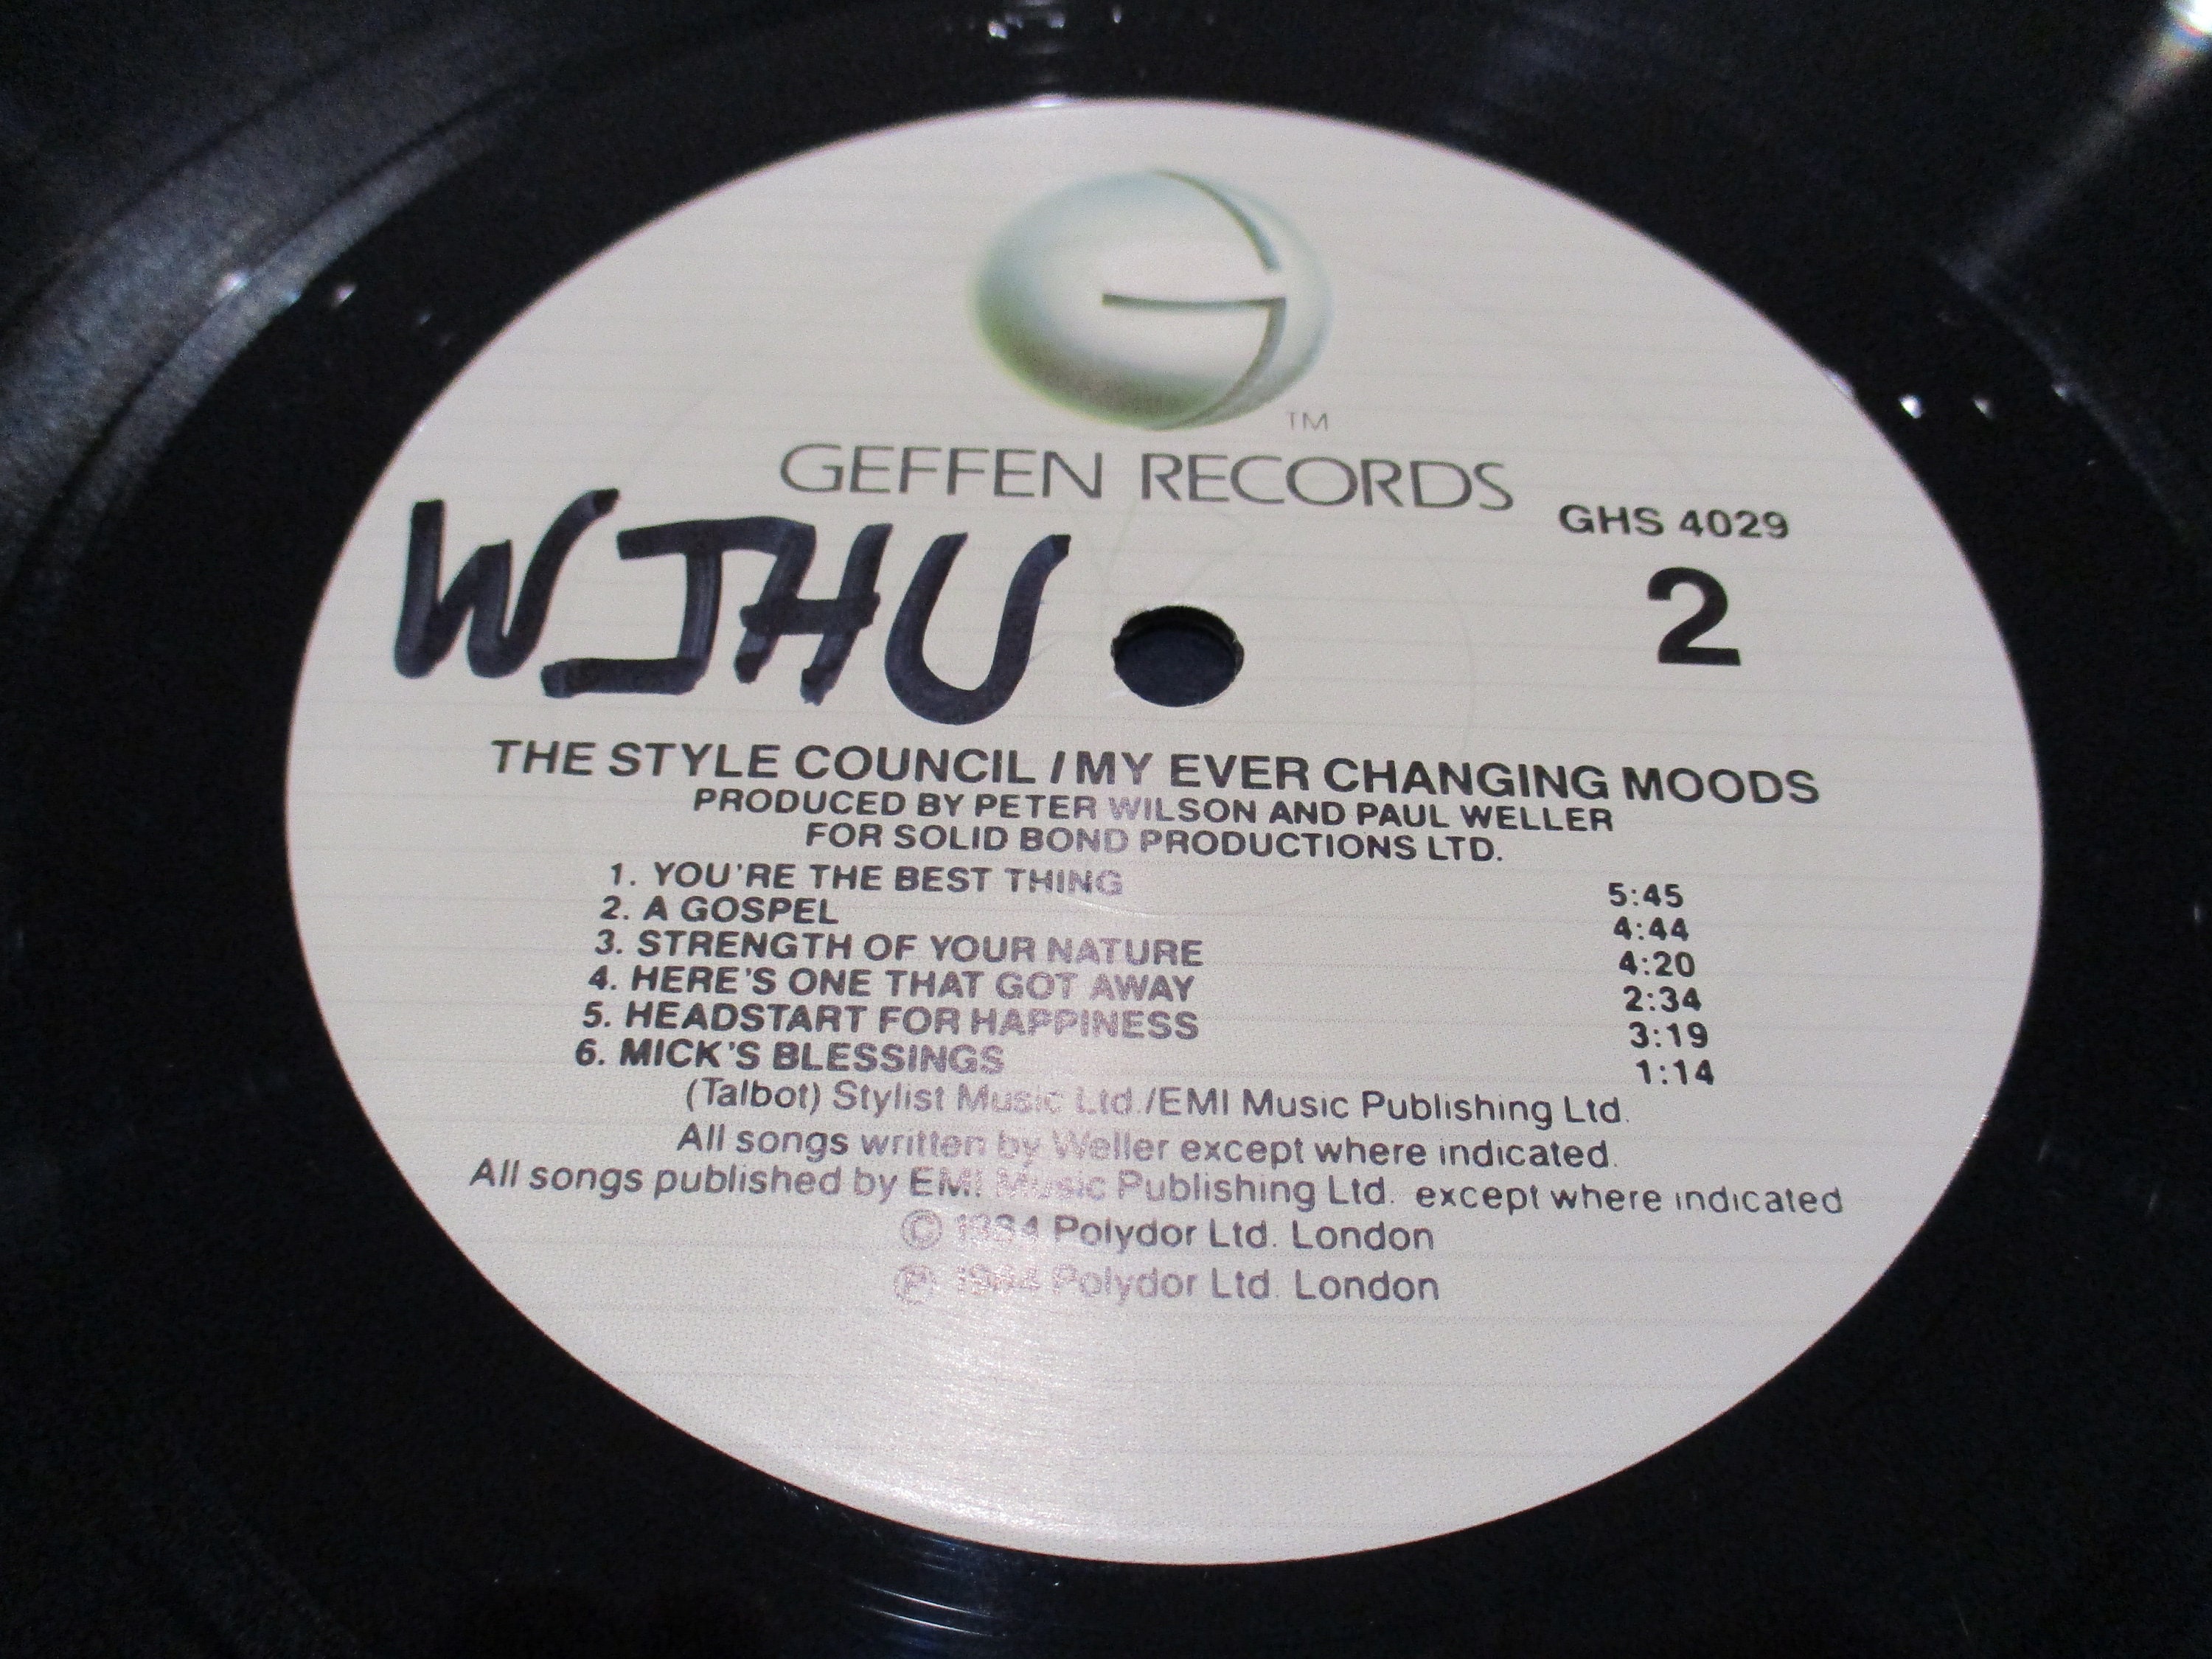 TM
GEFFEN RECORDS
GHS 4029
WJHU
2
THE STYLE COUNCIL / MY EVER CHANGING MOODS
PRODUCED BY PETER WILSON AND PAUL WELLER
FOR SOLID BOND PRODUCTIONS LTD.
1. YOU'RE THE BEST THING 5:45
2. A GOSPEL 4:44
3. STRENGTH OF YOUR NATURE 4:20
4. HERE'S ONE THAT GOT AWAY 2:34
5. HEADSTART FOR HAPPINESS 3:19
6. MICK'S BLESSINGS 1:14
(Talbot) Stylist Music Ltd./EMI Music Publishing Ltd.
All songs written by Weller except where indicated.
All songs published by EMI Music Publishing Ltd. except where indicated
© 1984 Polydor Ltd. London
℗ 1984 Polydor Ltd. London